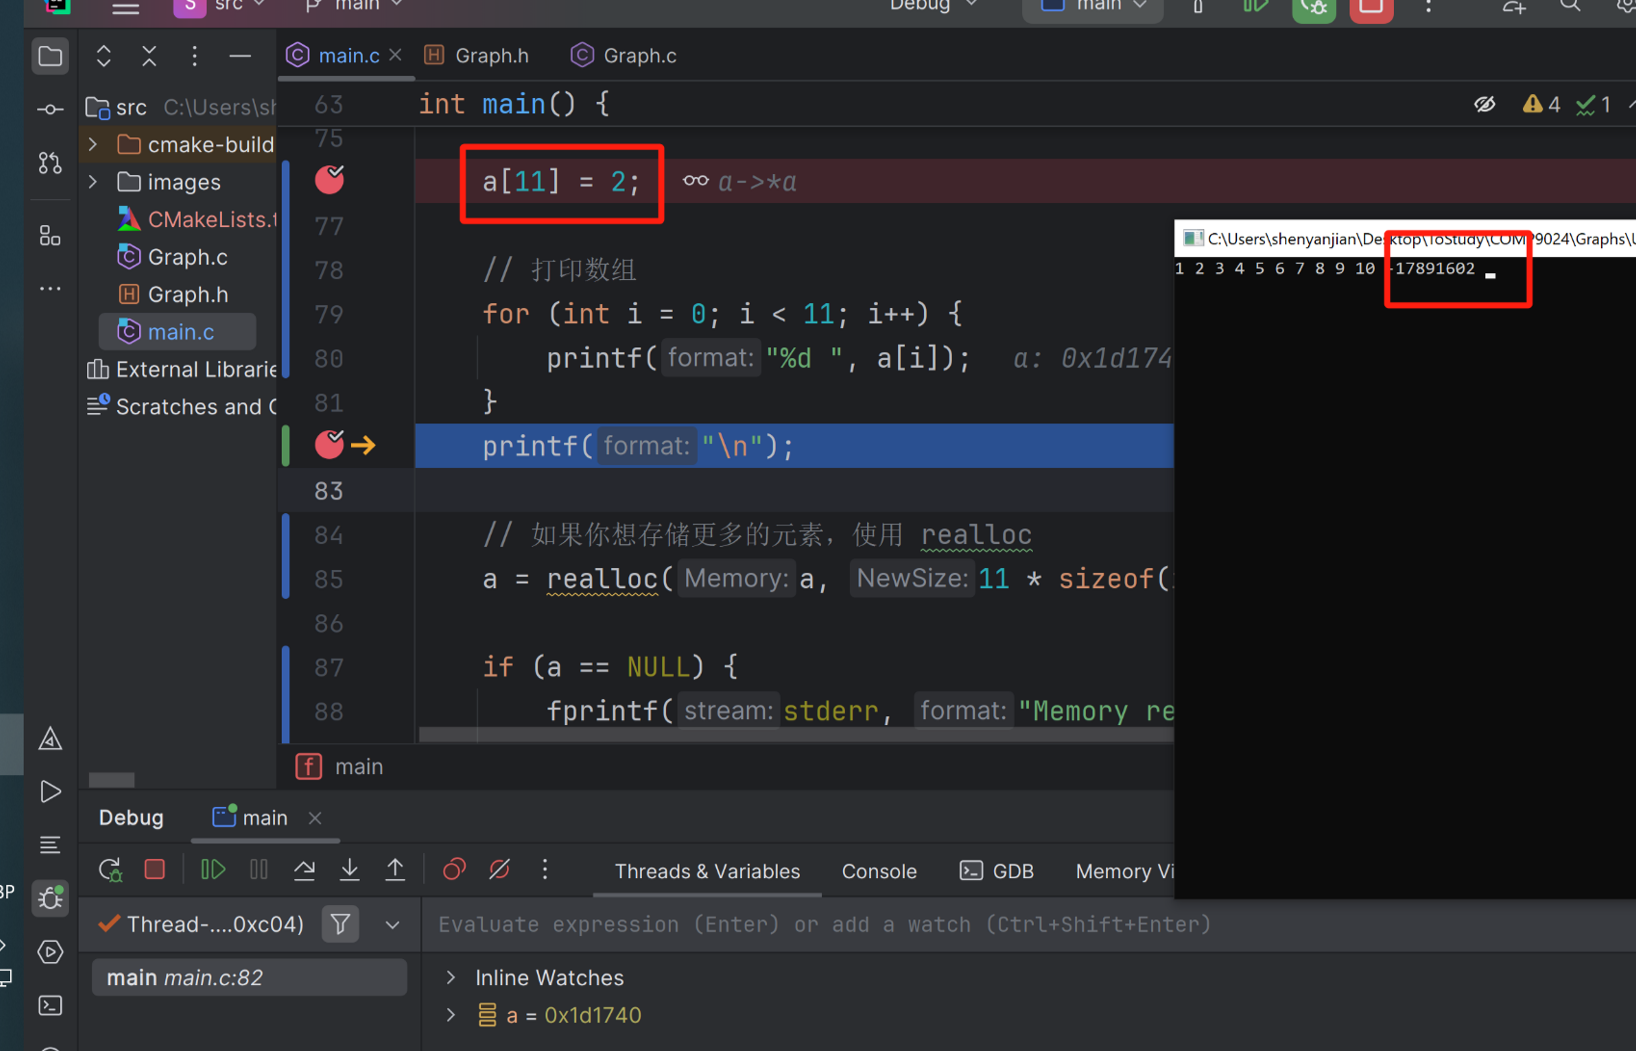 S src
main
Debug
main
main.c
Graph.h
Graph.c
src C:\Users\sh
cmake-build
images
CMakeLists.t
Graph.c
Graph.h
main.c
External Librarie
Scratches and
63 int main() {
4 1
75
a[11] = 2; a->*a
77
78 // 打印数组
79 for (int i = 0; i < 11; i++) {
80 printf(format:"%d ", a[i]); a: 0x1d174
81 }
printf(format:"\n");
83
84 // 如果你想存储更多的元素，使用 realloc
85 a = realloc(Memory:a, NewSize:11 * sizeof(
86
87 if (a == NULL) {
88 fprintf(stream:stderr, format:"Memory re
main
C:\Users\shenyanjian\Desktop\ToStudy\COMP9024\Graphs\
1 2 3 4 5 6 7 8 9 10 -17891602
Debug main
Threads & Variables Console GDB Memory Vi
BP
Thread-....0xc04)
Evaluate expression (Enter) or add a watch (Ctrl+Shift+Enter)
main main.c:82
Inline Watches
a = 0x1d1740